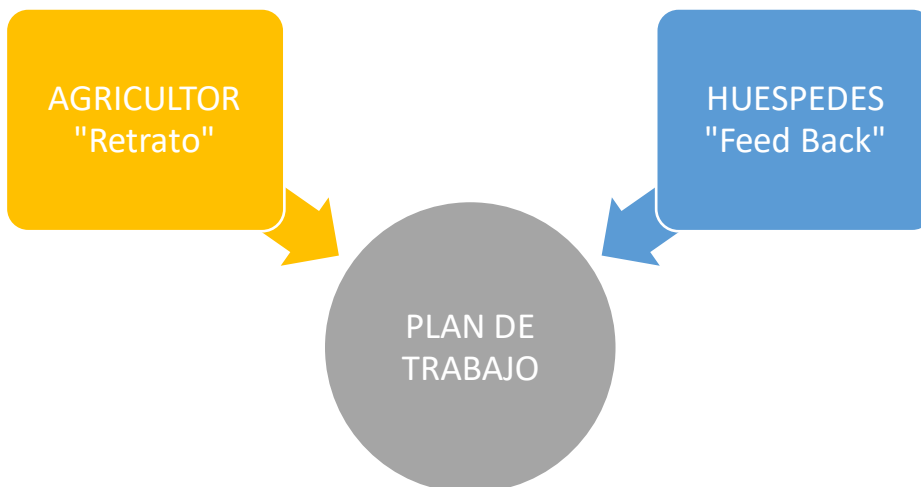 AGRICULTOR
"Retrato"
HUESPEDES
"Feed Back"
PLAN DE
TRABAJO